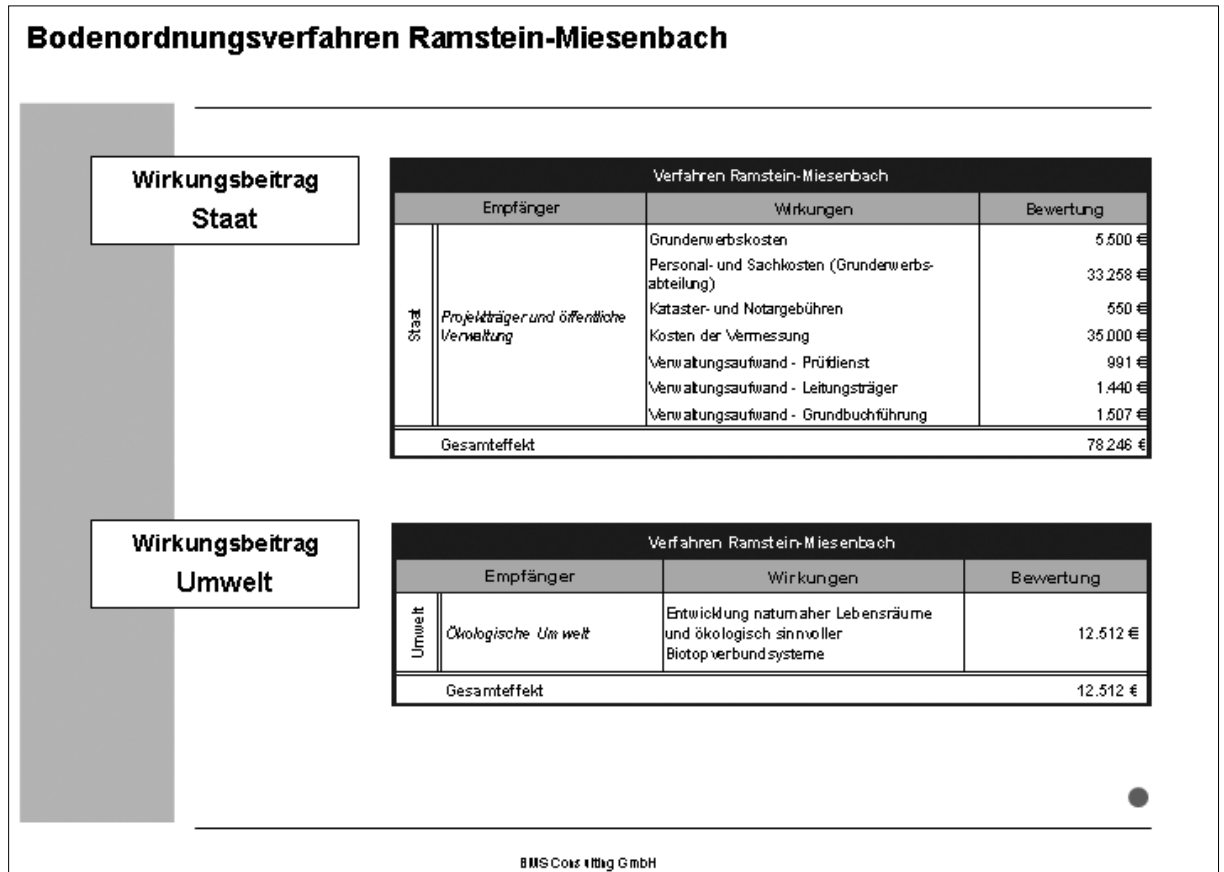 Bodenordnungsverfahren Ramstein-Miesenbach
Wirkungsbeitrag
Staat
Verfahren Ramstein-Miesenbach
Empfänger Wirkungen Bewertung
Staat
Projektträger und öffentliche
Verwaltung
Grunderwerbskosten 5.500 €
Personal- und Sachkosten (Grunderwerbs-
abteilung) 33.258 €
Kataster- und Notargebühren 550 €
Kosten der Vermessung 35.000 €
Verwaltungsaufwand - Prüfdienst 991 €
Verwaltungsaufwand - Leitungsträger 1.440 €
Verwaltungsaufwand - Grundbuchführung 1.507 €
Gesamteffekt 78.246 €
Wirkungsbeitrag
Umwelt
Verfahren Ramstein-Miesenbach
Empfänger Wirkungen Bewertung
Umwelt
Ökologische Umwelt
Entwicklung naturnaher Lebensräume
und ökologisch sinnvoller
Biotopverbundsysteme
12.512 €
Gesamteffekt 12.512 €
BMS Consulting GmbH